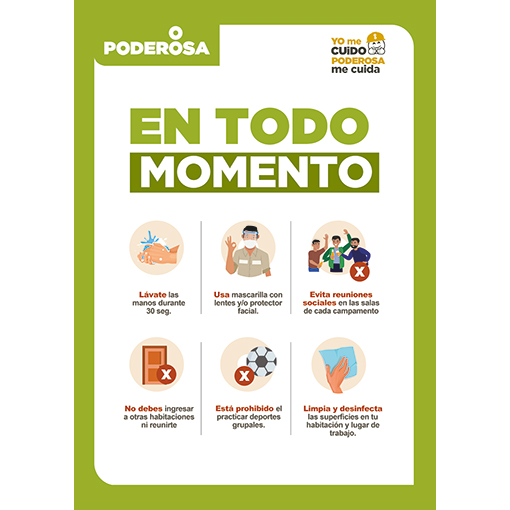 PODEROSA
YO me
CUiDO
PODEROSA
me cuida
EN TODO
MOMENTO
Lávate las
manos durante
30 seg.
Usa mascarilla con
lentes y/o protector
facial.
Evita reuniones
sociales en las salas
de cada campamento
No debes ingresar
a otras habitaciones
ni reunirte
Está prohibido el
practicar deportes
grupales.
Limpia y desinfecta
las superficies en tu
habitación y lugar de
trabajo.